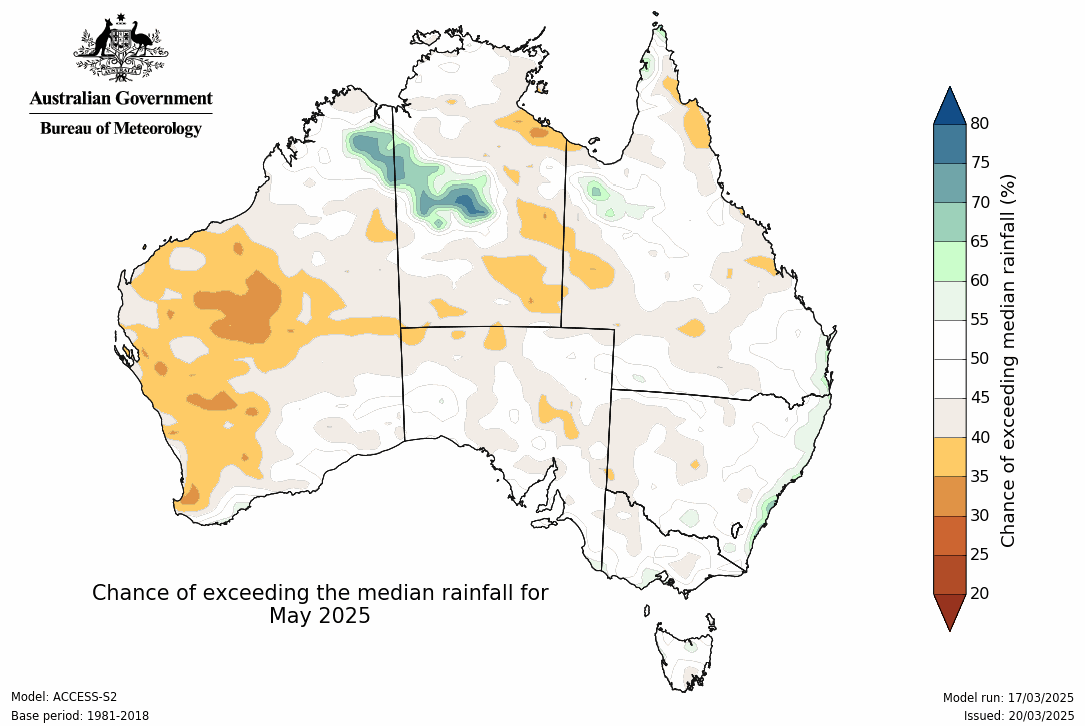 AUSTRALIA
Australian Government
Bureau of Meteorology
80
75
70
65
60
55
50
45
40
35
30
25
20
Chance of exceeding median rainfall (%)
Chance of exceeding the median rainfall for
May 2025
Model: ACCESS-S2
Base period: 1981-2018
Model run: 17/03/2025
Issued: 20/03/2025